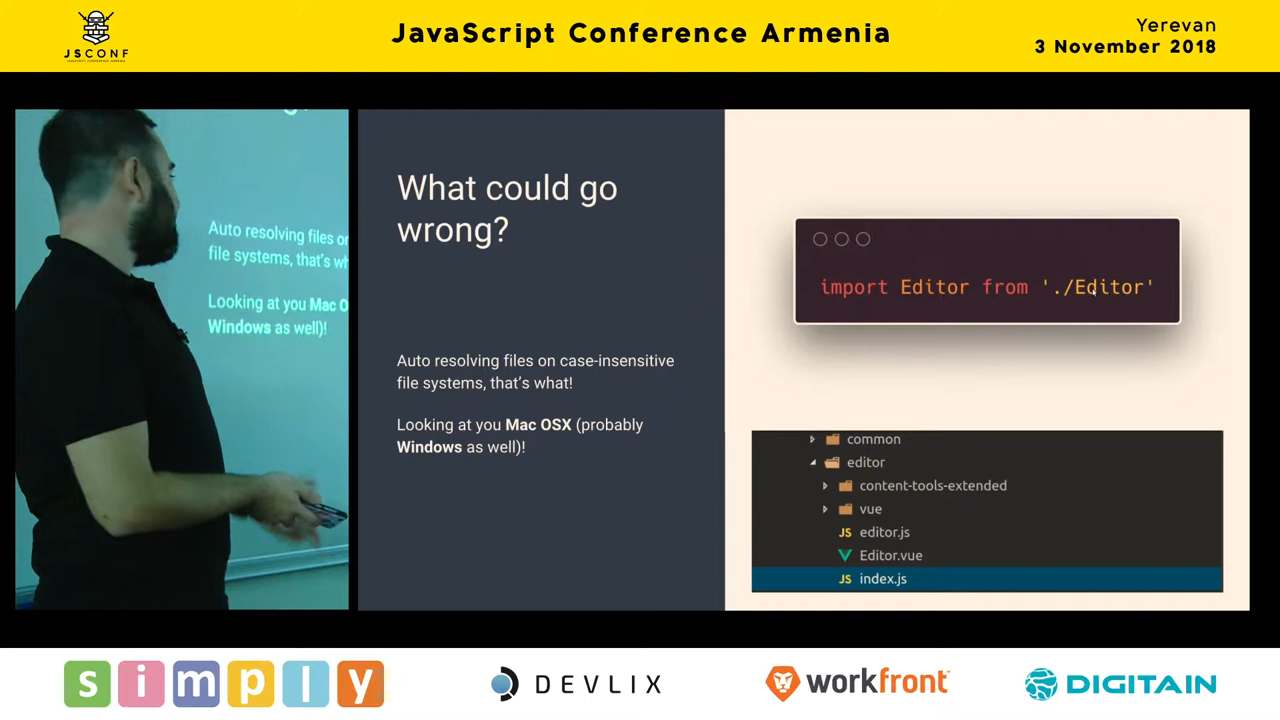 JSCONF
JAVASCRIPT CONFERENCE ARMENIA
JavaScript Conference Armenia
Yerevan
3 November 2018
Auto resolving files on
file systems, that's wh
Looking at you Mac O
Windows as well)!
What could go
wrong?
Auto resolving files on case-insensitive
file systems, that's what!
Looking at you Mac OSX (probably
Windows as well)!
import Editor from './Editor'
common
editor
content-tools-extended
vue
JS editor.js
Editor.vue
JS index.js
simply
DEVLIX
workfront
DIGITAIN